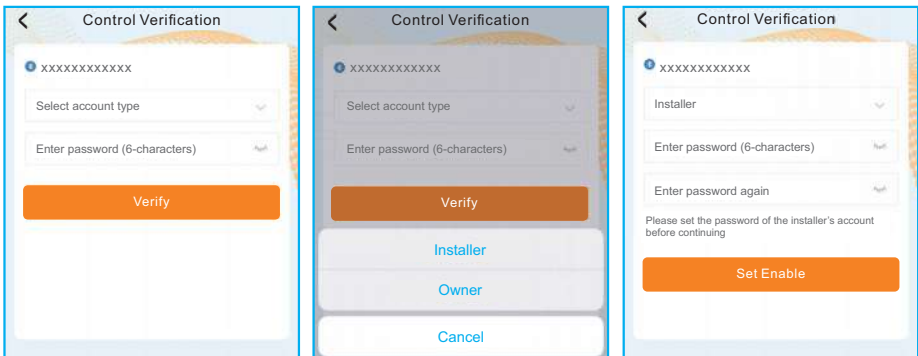 Control Verification
xxxxxxxxxxxx
Select account type
Enter password (6-characters)
Verify
Control Verification
xxxxxxxxxxxx
Select account type
Enter password (6-characters)
Verify
Installer
Owner
Cancel
Control Verification
xxxxxxxxxxxx
Installer
Enter password (6-characters)
Enter password again
Please set the password of the installer's account
before continuing
Set Enable